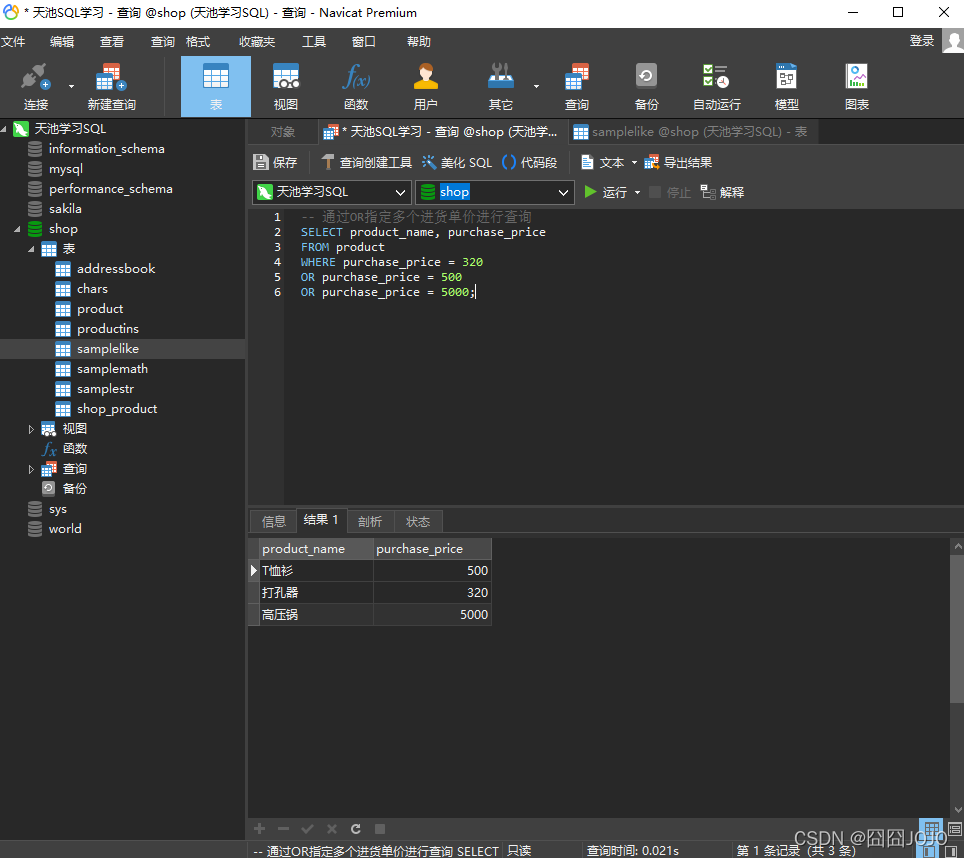 * 天池SQL学习 - 查询 @shop (天池学习SQL) - 查询 - Navicat Premium
文件 编辑 查看 查询 格式 收藏夹 工具 窗口 帮助 登录
连接 新建查询 表 视图 函数 用户 其它 查询 备份 自动运行 模型 图表
天池学习SQL
information_schema
mysql
performance_schema
sakila
shop
表
addressbook
chars
product
productins
samplelike
samplemath
samplestr
shop_product
视图
函数
查询
备份
sys
world
对象 * 天池SQL学习 - 查询 @shop (天池学... samplelike @shop (天池学习SQL) - 表
保存 查询创建工具 美化 SQL 代码段 文本 导出结果
天池学习SQL shop 运行 停止 解释
1 -- 通过OR指定多个进货单价进行查询
2 SELECT product_name, purchase_price
3 FROM product
4 WHERE purchase_price = 320
5 OR purchase_price = 500
6 OR purchase_price = 5000;
信息 结果 1 剖析 状态
product_name purchase_price
T恤衫 500
打孔器 320
高压锅 5000
-- 通过OR指定多个进货单价进行查询 SELECT 只读 查询时间: 0.021s 第 1 条记录 (共 3 条)
CSDN @囧囧JOJO